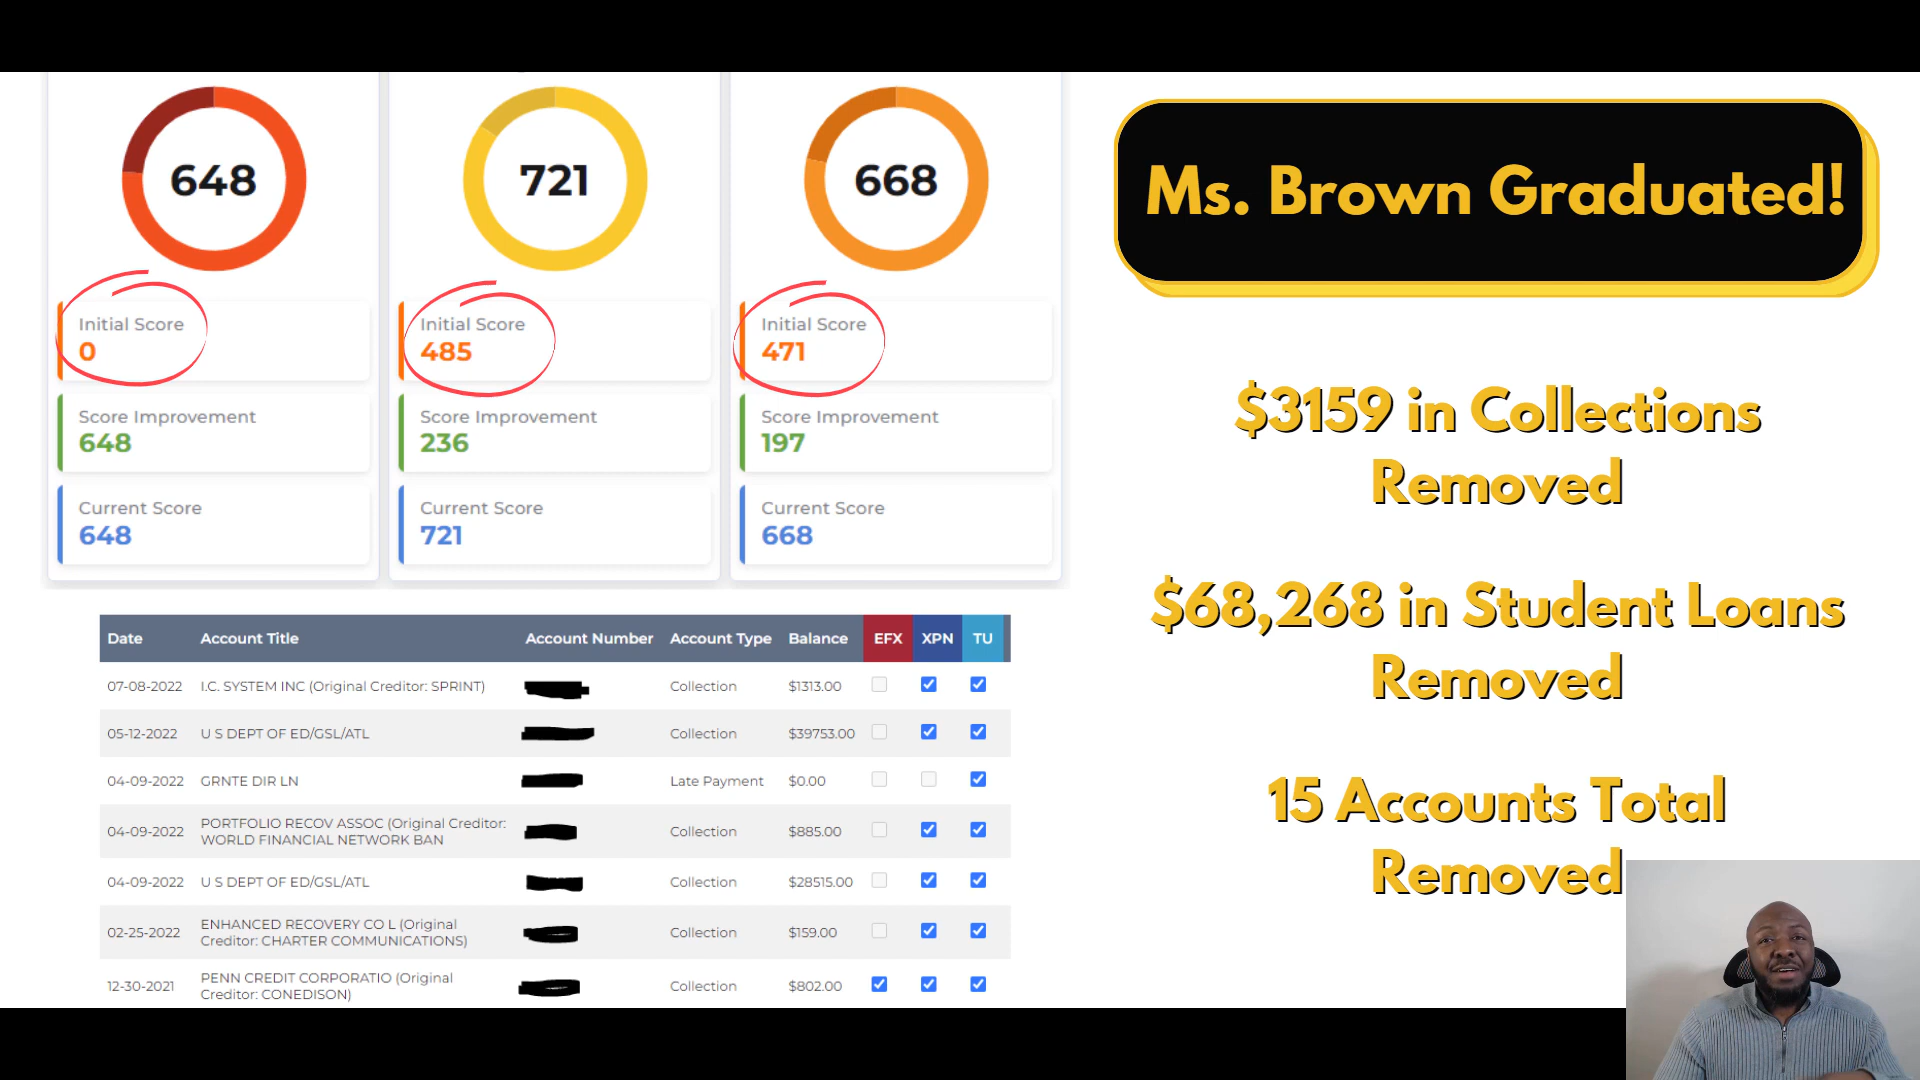 648
721
668
Initial Score
0
Initial Score
485
Initial Score
471
Score Improvement
648
Score Improvement
236
Score Improvement
197
Current Score
648
Current Score
721
Current Score
668
Date Account Title Account Number Account Type Balance EFX XPN TU
07-08-2022 I.C. SYSTEM INC (Original Creditor: SPRINT) Collection $1313.00
05-12-2022 U S DEPT OF ED/GSL/ATL Collection $39753.00
04-09-2022 GRNTE DIR LN Late Payment $0.00
04-09-2022 PORTFOLIO RECOV ASSOC (Original Creditor:
WORLD FINANCIAL NETWORK BAN Collection $885.00
04-09-2022 U S DEPT OF ED/GSL/ATL Collection $28515.00
02-25-2022 ENHANCED RECOVERY CO L (Original
Creditor: CHARTER COMMUNICATIONS) Collection $159.00
12-30-2021 PENN CREDIT CORPORATIO (Original
Creditor: CONEDISON) Collection $802.00
Ms. Brown Graduated!
$3159 in Collections
Removed
$68,268 in Student Loans
Removed
15 Accounts Total
Removed